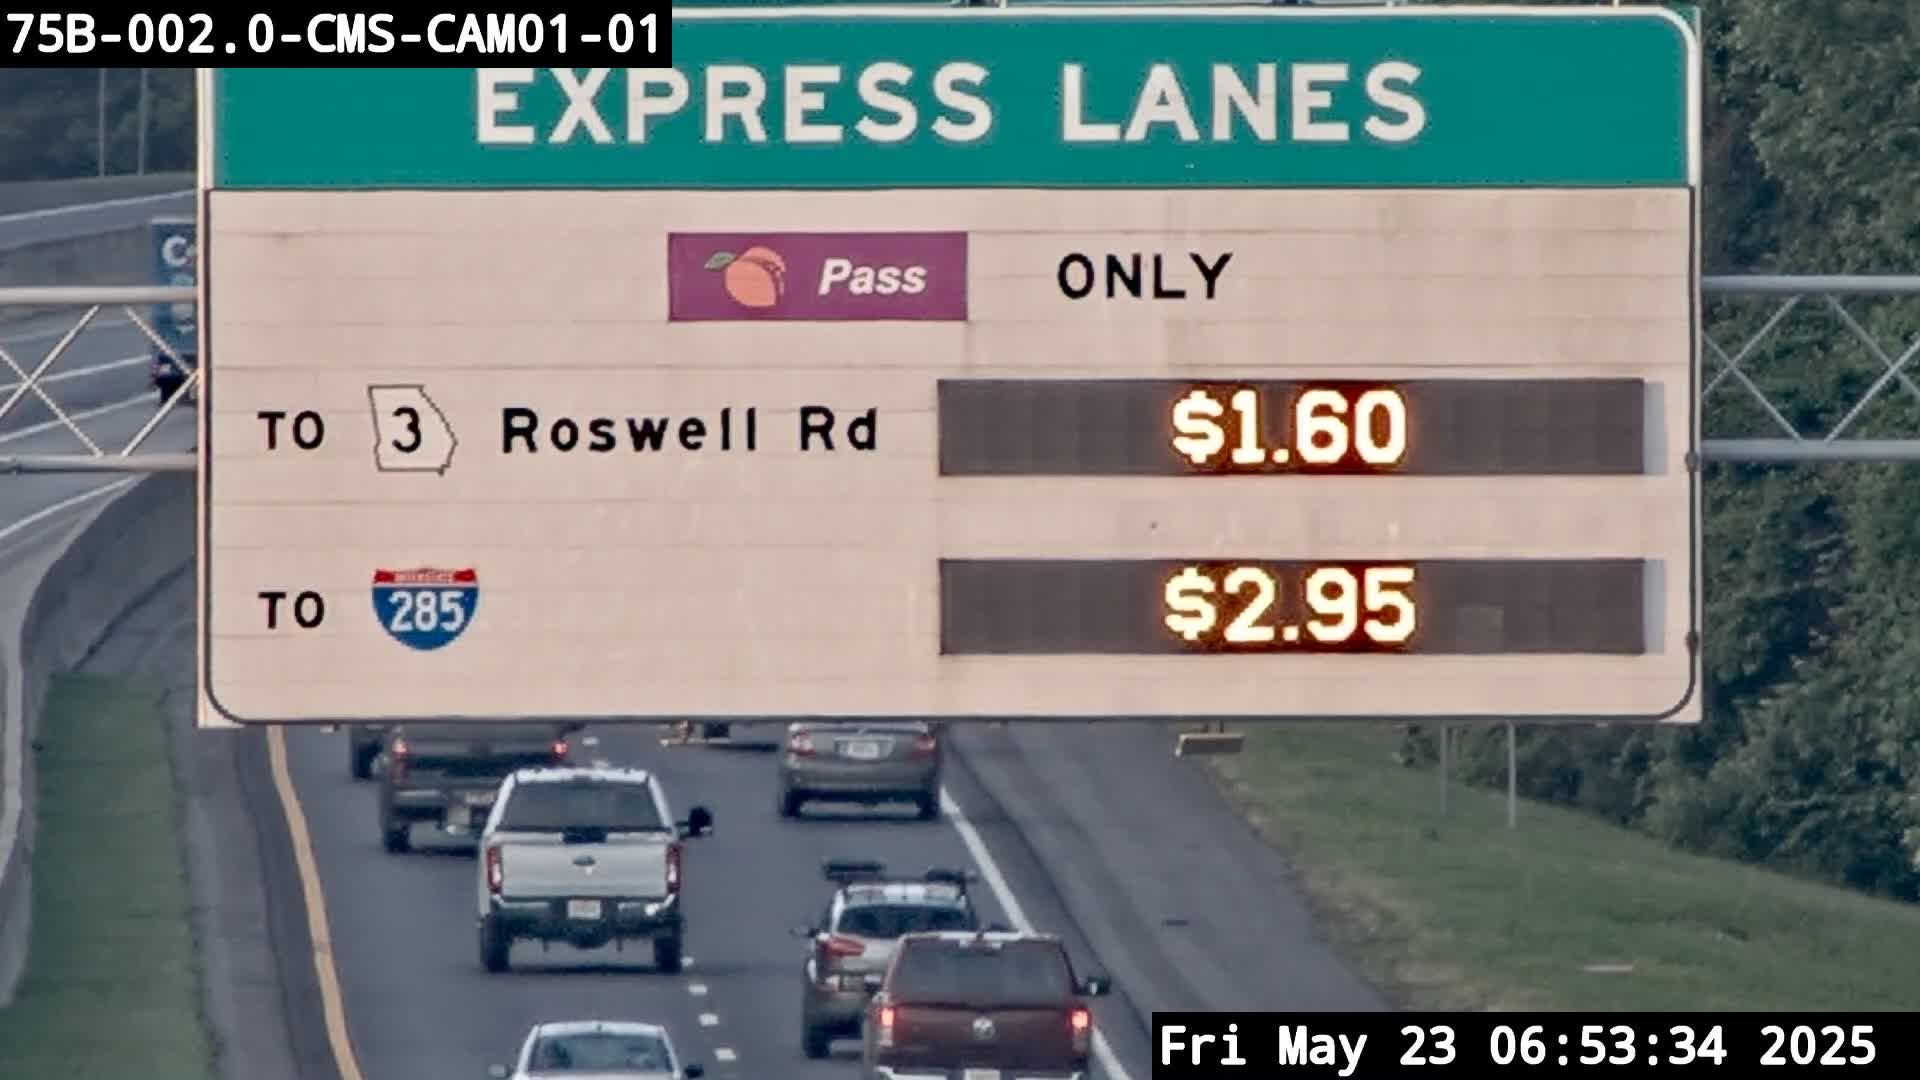 75B-002.0-CMS-CAM01-01
EXPRESS LANES
Pass ONLY
TO 3 Roswell Rd $1.60
TO 285 $2.95
Fri May 23 06:53:34 2025